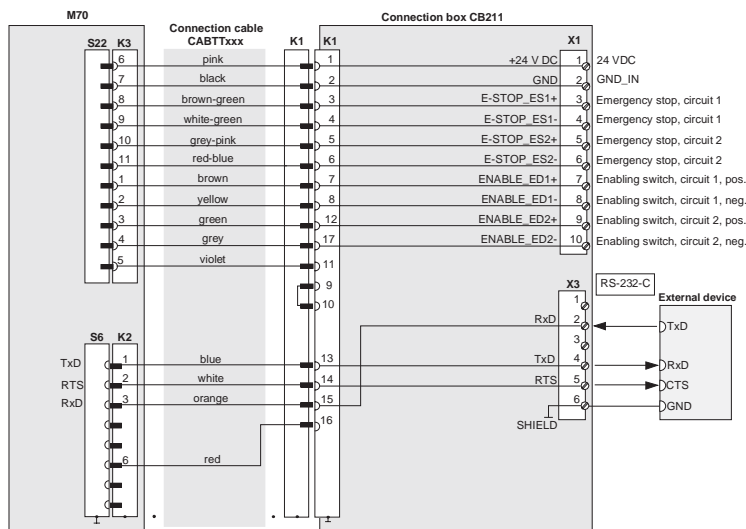 M70
Connection cable
CABTTxxx
Connection box CB211
S22 K3 K1 K1 X1
6 pink 1 +24 V DC 1 24 VDC
7 black 2 GND 2 GND_IN
8 brown-green 3 E-STOP_ES1+ 3 Emergency stop, circuit 1
9 white-green 4 E-STOP_ES1- 4 Emergency stop, circuit 1
10 grey-pink 5 E-STOP_ES2+ 5 Emergency stop, circuit 2
11 red-blue 6 E-STOP_ES2- 6 Emergency stop, circuit 2
1 brown 7 ENABLE_ED1+ 7 Enabling switch, circuit 1, pos.
2 yellow 8 ENABLE_ED1- 8 Enabling switch, circuit 1, neg.
3 green 12 ENABLE_ED2+ 9 Enabling switch, circuit 2, pos.
4 grey 17 ENABLE_ED2- 10 Enabling switch, circuit 2, neg.
5 violet 11
9
10
X3 RS-232-C
External device
1
RxD 2 TxD
3
S6 K2
TxD 1 blue 13 TxD 4 RxD
RTS 2 white 14 RTS 5 CTS
RxD 3 orange 15 6 GND
16 SHIELD
6 red